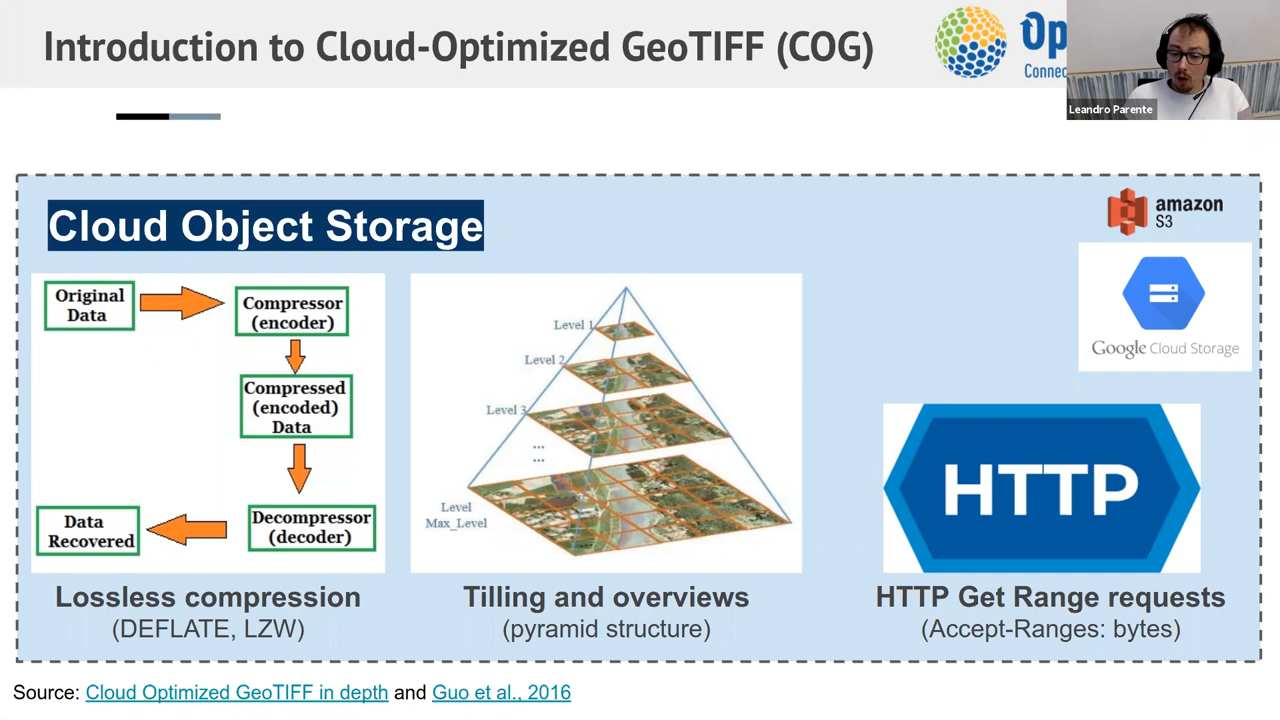 Introduction to Cloud-Optimized GeoTIFF (COG)
Op
Connec
Leandro Parente
Cloud Object Storage
amazon
S3
Google Cloud Storage
Original
Data
Compressor
(encoder)
Compressed
(encoded)
Data
Decompressor
(decoder)
Data
Recovered
Level 1
Level 2
Level 3
...
...
Level
Max_Level
HTTP
Lossless compression
(DEFLATE, LZW)
Tilling and overviews
(pyramid structure)
HTTP Get Range requests
(Accept-Ranges: bytes)
Source: Cloud Optimized GeoTIFF in depth and Guo et al., 2016